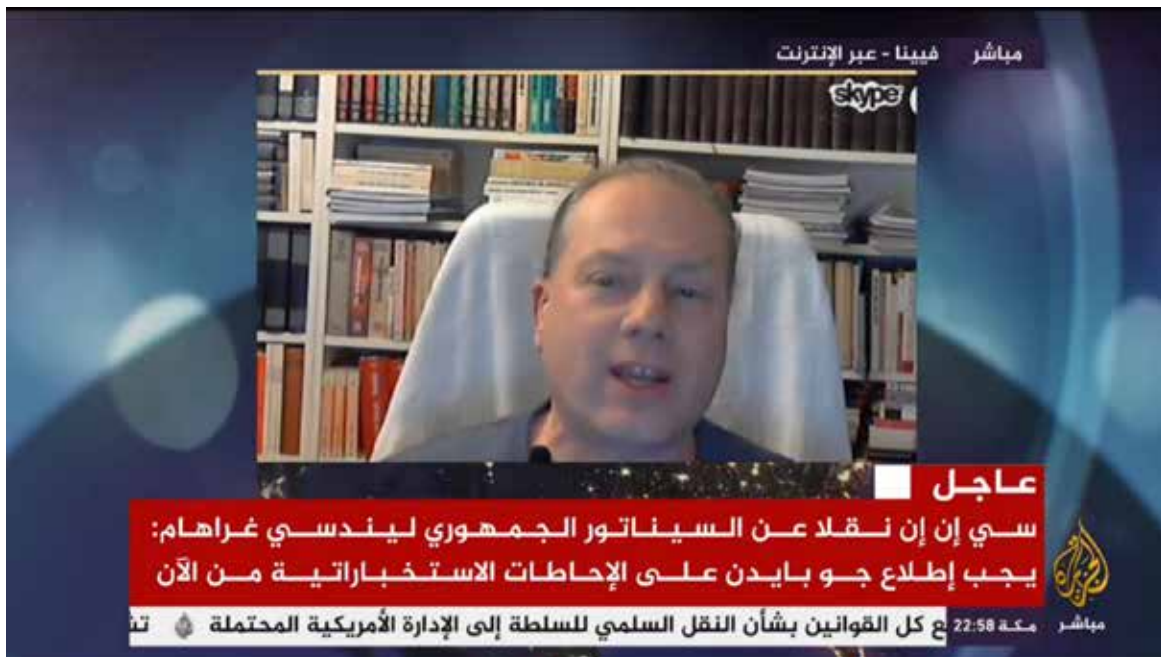 مباشر فيينا - عبر الإنترنت
skype
عاجل
سي إن إن نقلا عن السيناتور الجمهوري ليندسي غراهام:
يجب إطلاع جو بايدن على الإحاطات الاستخباراتية من الآن
ع كل القوانين بشأن النقل السلمي للسلطة إلى الإدارة الأمريكية المحتملة
22:58 مكة مباشر
الجزيرة